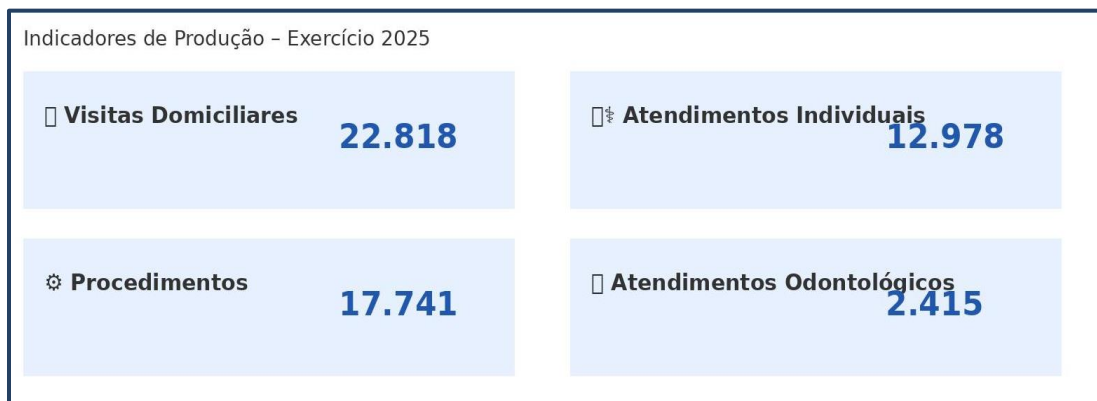 Indicadores de Produção – Exercício 2025
Visitas Domiciliares
22.818
⚕ Atendimentos Individuais
12.978
⚙ Procedimentos
17.741
Atendimentos Odontológicos
2.415